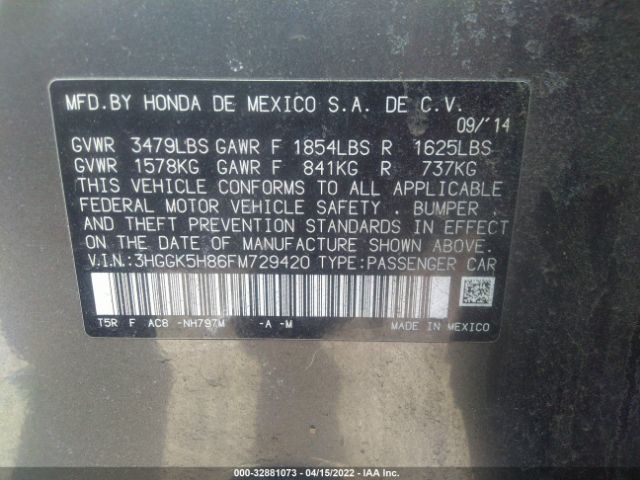 MFD.BY HONDA DE MEXICO S.A. DE C.V.
09/'14
GVWR 3479LBS GAWR F 1854LBS R 1625LBS
GVWR 1578KG GAWR F 841KG R 737KG
THIS VEHICLE CONFORMS TO ALL APPLICABLE
FEDERAL MOTOR VEHICLE SAFETY , BUMPER ,
AND THEFT PREVENTION STANDARDS IN EFFECT
ON THE DATE OF MANUFACTURE SHOWN ABOVE.
V.I.N.:3HGGK5H86FM729420 TYPE:PASSENGER CAR
T5R F AC8 -NH797M -A -M
MADE IN MEXICO
000-32881073 - 04/15/2022 - IAA Inc.